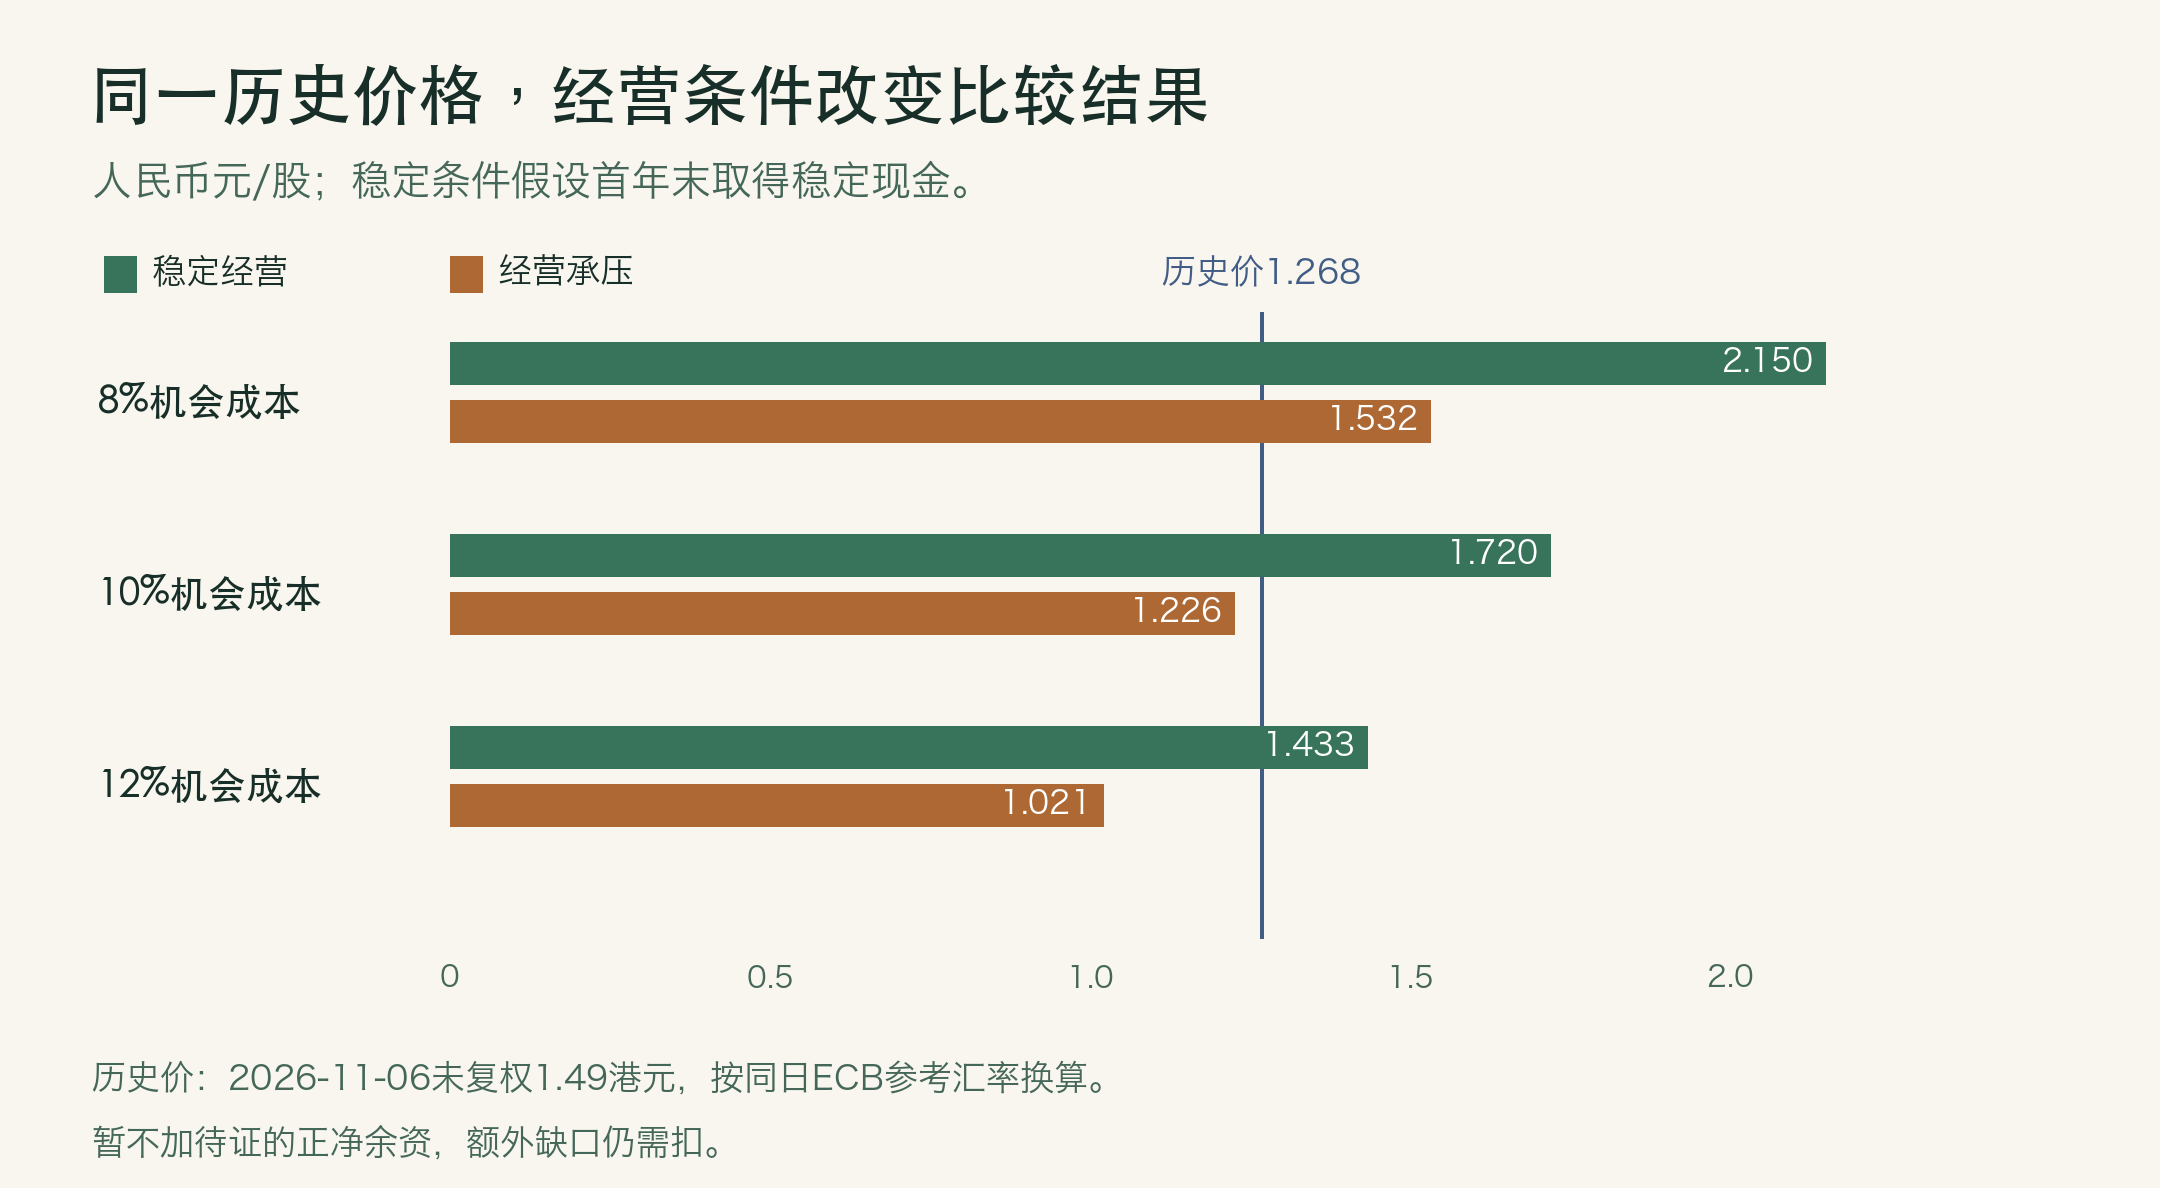 同一历史价格，经营条件改变比较结果
人民币元/股；稳定条件假设首年末取得稳定现金。
稳定经营
经营承压
历史价1.268
8%机会成本
2.150
1.532
10%机会成本
1.720
1.226
12%机会成本
1.433
1.021
0 0.5 1.0 1.5 2.0
历史价：2026-11-06未复权1.49港元，按同日ECB参考汇率换算。
暂不加待证的正净余资，额外缺口仍需扣。